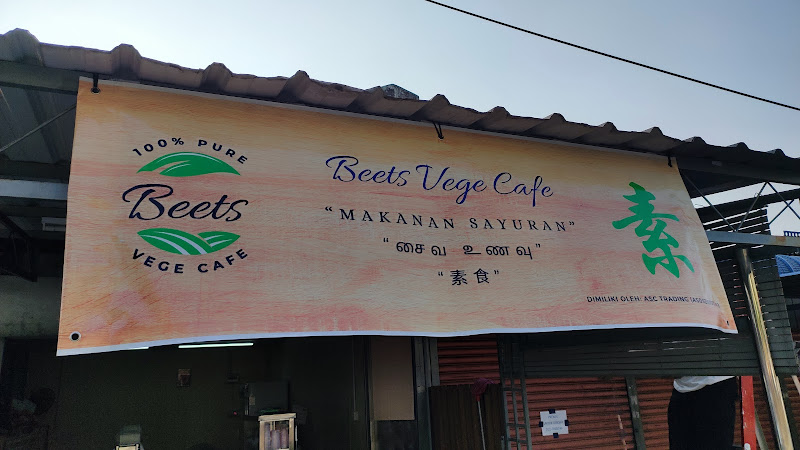 100% PURE
Beets
VEGE CAFE
Beets Vege Cafe
"MAKANAN SAYURAN"
"சைவ உணவு"
"素食"
素
DIMILIKI OLEH: ASC TRADING